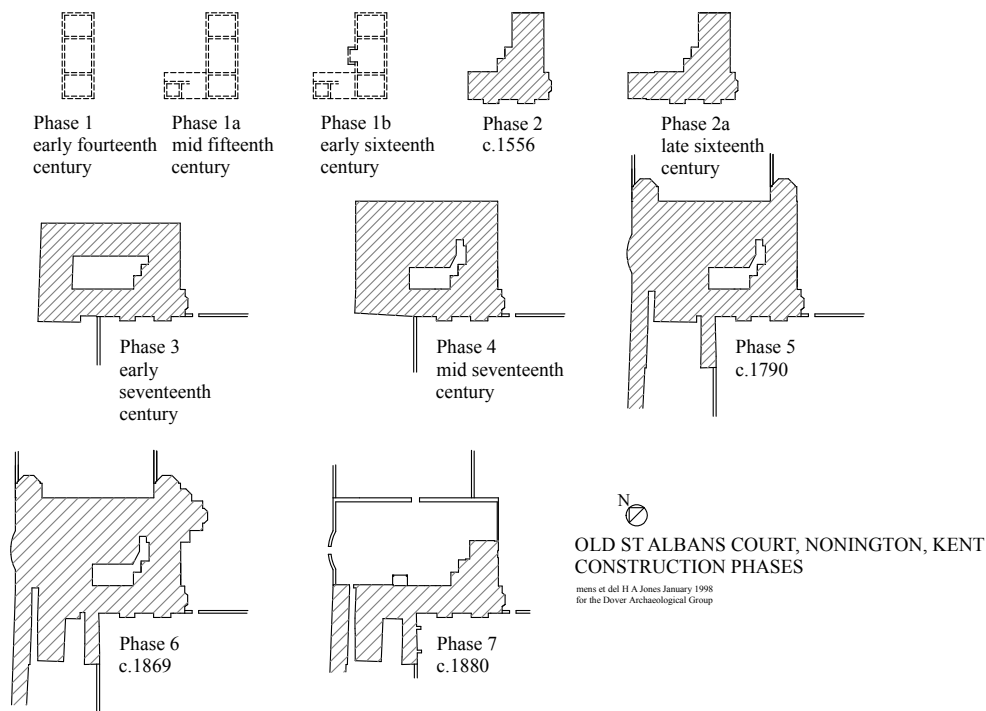 Phase 1
early fourteenth
century
Phase 1a
mid fifteenth
century
Phase 1b
early sixteenth
century
Phase 2
c.1556
Phase 2a
late sixteenth
century
Phase 3
early
seventeenth
century
Phase 4
mid seventeenth
century
Phase 5
c.1790
Phase 6
c.1869
Phase 7
c.1880
N
OLD ST ALBANS COURT, NONINGTON, KENT
CONSTRUCTION PHASES
mens et del H A Jones January 1998
for the Dover Archaeological Group